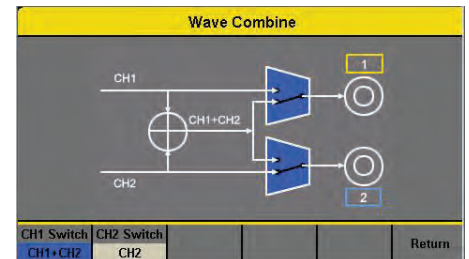 Wave Combine
1
CH1
CH1+CH2
CH2
2
CH1 Switch CH2 Switch
CH1+CH2 CH2 Return